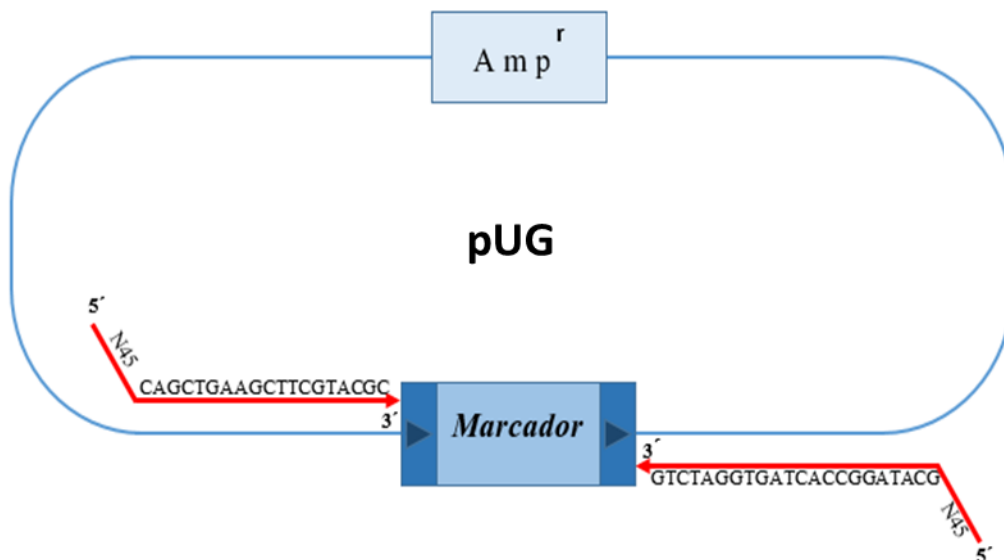 Amp r
pUG
5´
N45
CAGCTGAAGCTTCGTACGC
3´
Marcador
3´
GTCTAGGTGATCACCGGATACG
N45
5´